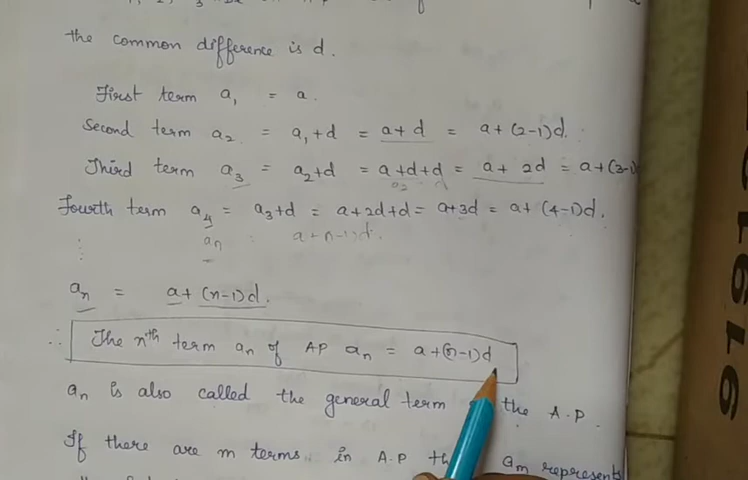 the common difference is d.
First term a₁ = a.
Second term a₂ = a₁+d = a+d = a+(2-1)d.
Third term a₃ = a₂+d = a+d+d = a+2d = a+(3-1)
a₂ d
Fourth term a₄ = a₃+d = a+2d+d = a+3d = a+(4-1)d.
aₙ a+n-1)d.
aₙ = a+(n-1)d.
∴ The nᵗʰ term aₙ of AP aₙ = a+(n-1)d
aₙ is also called the general term the A.P.
If there are m terms in A.P aₘ represents
9191